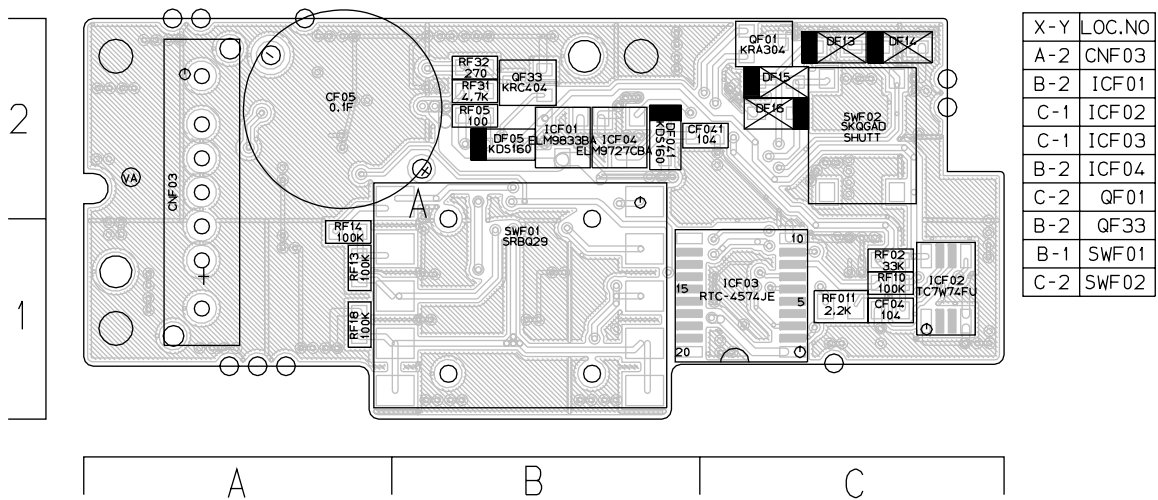 2
1
A B C
VA
CNF03
CF05
0.1F
A
RF32
270
RF31
4.7K
RF05
100
QF33
KRC404
DF05
KDS160
ICF01
ELM9833BA
ICF04
ELM9727CBA
DF041
KDS160
CF041
104
QF01
KRA304
DF13
DF14
DF15
DF16
SWF02
SKQGAD
SHUTT
RF14
100K
RF13
100K
RF18
100K
SWF01
SRBQ29
10
15
ICF03
RTC-4574JE
5
20
RF02
33K
RF10
100K
RF011
2.2K
CF04
104
ICF02
TC7W74FU
X-Y LOC.NO
A-2 CNF03
B-2 ICF01
C-1 ICF02
C-1 ICF03
B-2 ICF04
C-2 QF01
B-2 QF33
B-1 SWF01
C-2 SWF02